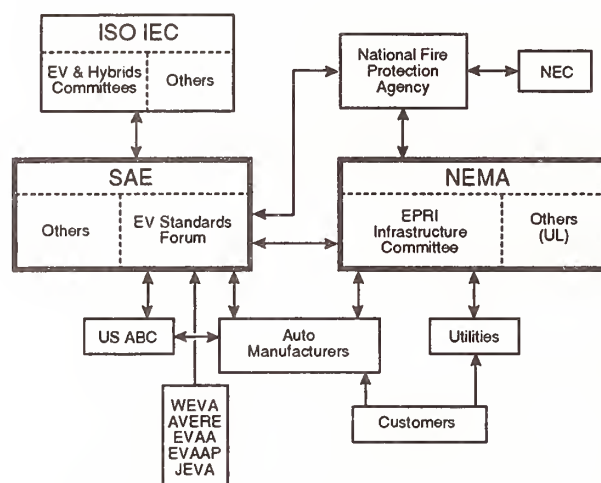 ISO IEC
EV & Hybrids
Committees
Others
National Fire
Protection
Agency
NEC
SAE
Others
EV Standards
Forum
NEMA
EPRI
Infrastructure
Committee
Others
(UL)
US ABC
Auto
Manufacturers
Utilities
WEVA
AVERE
EVAA
EVAAP
JEVA
Customers